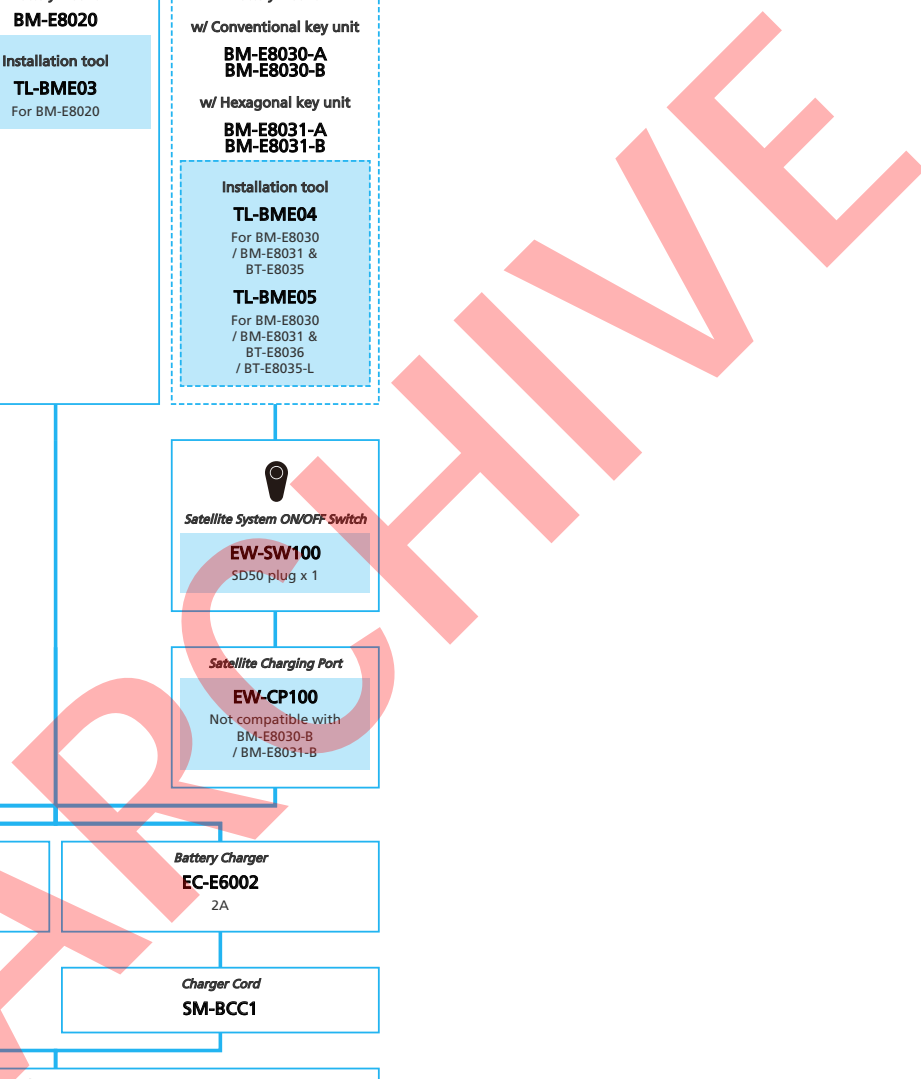 BM-E8020
Installation tool
TL-BME03
For BM-E8020
w/ Conventional key unit
BM-E8030-A
BM-E8030-B
w/ Hexagonal key unit
BM-E8031-A
BM-E8031-B
Installation tool
TL-BME04
For BM-E8030
/ BM-E8031 &
BT-E8035
TL-BME05
For BM-E8030
/ BM-E8031 &
BT-E8036
/ BT-E8035-L
Satellite System ON/OFF Switch
EW-SW100
SD50 plug x 1
Satellite Charging Port
EW-CP100
Not compatible with
BM-E8030-B
/ BM-E8031-B
Battery Charger
EC-E6002
2A
Charger Cord
SM-BCC1
ARCHIVE